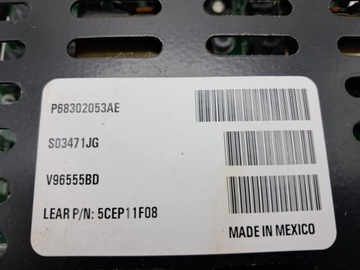 P68302053AE
S03471JG
V96555BD
LEAR P/N: 5CEP11F08
MADE IN MEXICO